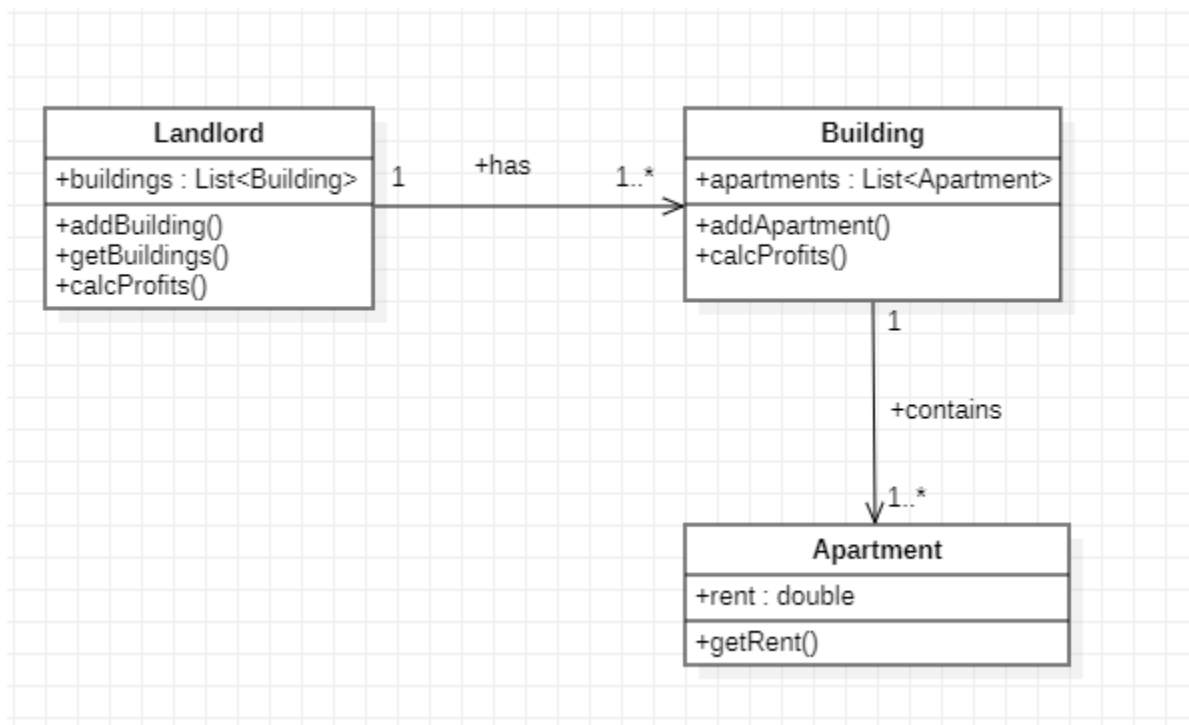 Landlord
+buildings : List<Building>
+addBuilding()
+getBuildings()
+calcProfits()
1
+has
1..*
Building
+apartments : List<Apartment>
+addApartment()
+calcProfits()
1
+contains
1..*
Apartment
+rent : double
+getRent()